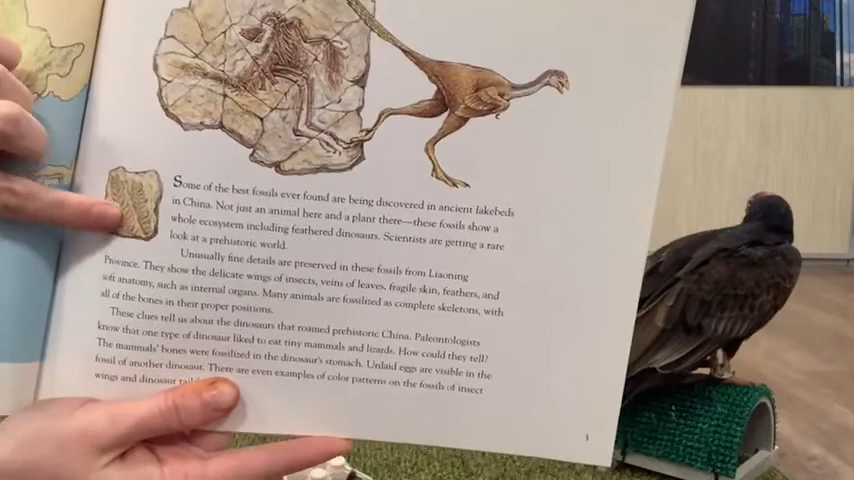 Some of the best fossils ever found are being discovered in ancient lakebeds
in China. Not just an animal here and a plant there—these fossils show a
whole ecosystem including feathered dinosaurs. Scientists are getting a rare
look at a prehistoric world.
Unusually fine details are preserved in these fossils from Liaoning
Province. They show the delicate wings of insects, veins of leaves, fragile skin, feathers, and
soft anatomy, such as internal organs. Many animals are fossilized as complete skeletons, with
all of the bones in their proper positions.
These clues tell us about the dinosaurs that roamed prehistoric China. Paleontologists
know that one type of dinosaur liked to eat tiny mammals and lizards. How could they tell?
The mammals' bones were fossilized in the dinosaur's stomach. Unlaid eggs are visible in the
fossil of another dinosaur. There are even examples of color patterns on the fossils of insect
wings and dinosaur